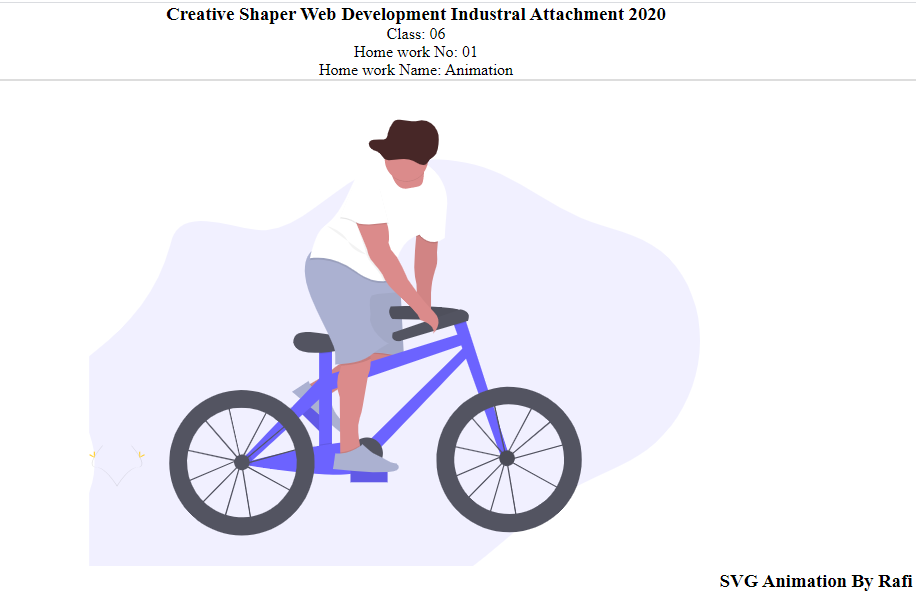 Creative Shaper Web Development Industral Attachment 2020
Class: 06
Home work No: 01
Home work Name: Animation
SVG Animation By Rafi